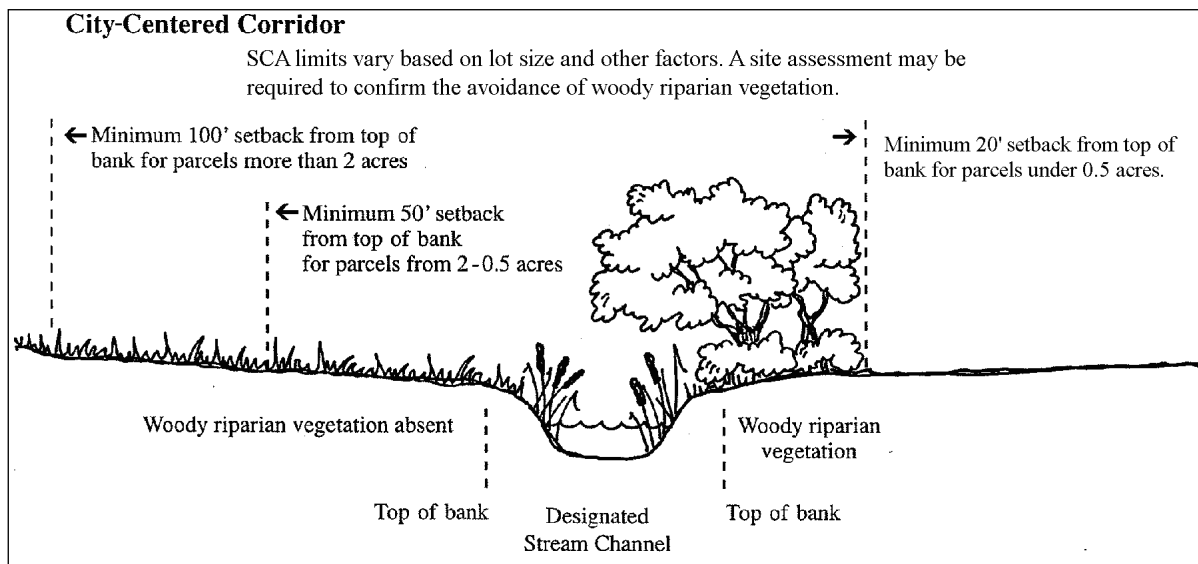 City-Centered Corridor
SCA limits vary based on lot size and other factors. A site assessment may be
required to confirm the avoidance of woody riparian vegetation.
← Minimum 100’ setback from top of
bank for parcels more than 2 acres
← Minimum 50’ setback
from top of bank
for parcels from 2-0.5 acres
→
Minimum 20' setback from top of
bank for parcels under 0.5 acres.
Woody riparian vegetation absent
Woody riparian
vegetation
Top of bank
Designated
Stream Channel
Top of bank